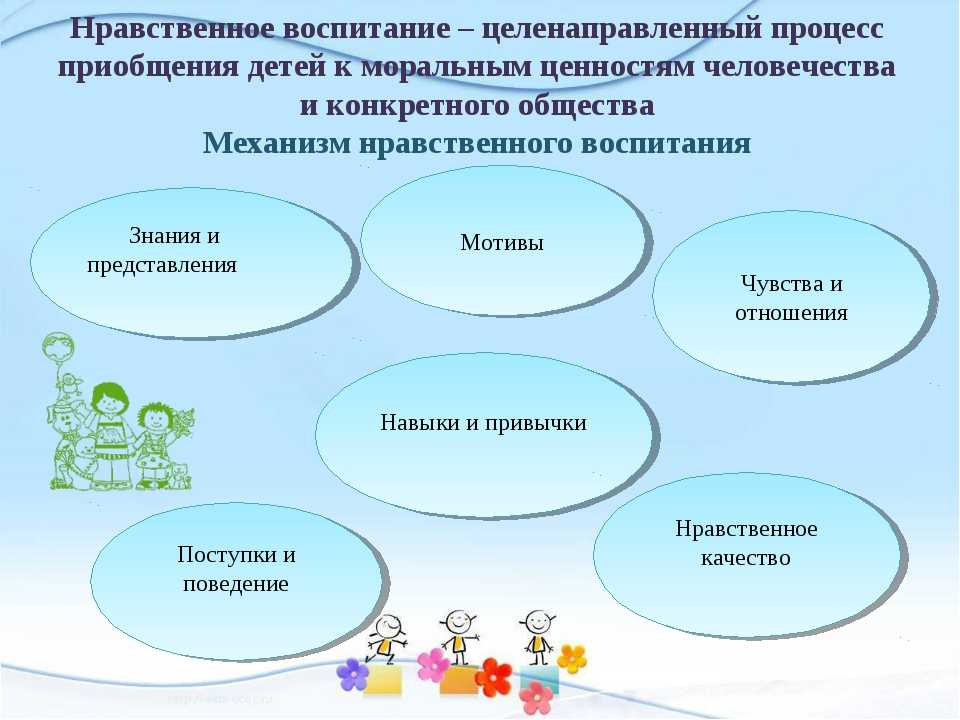 Нравственное воспитание – целенаправленный процесс
приобщения детей к моральным ценностям человечества
и конкретного общества
Механизм нравственного воспитания
Знания и
представления
Мотивы
Чувства и
отношения
Навыки и привычки
Поступки и
поведение
Нравственное
качество